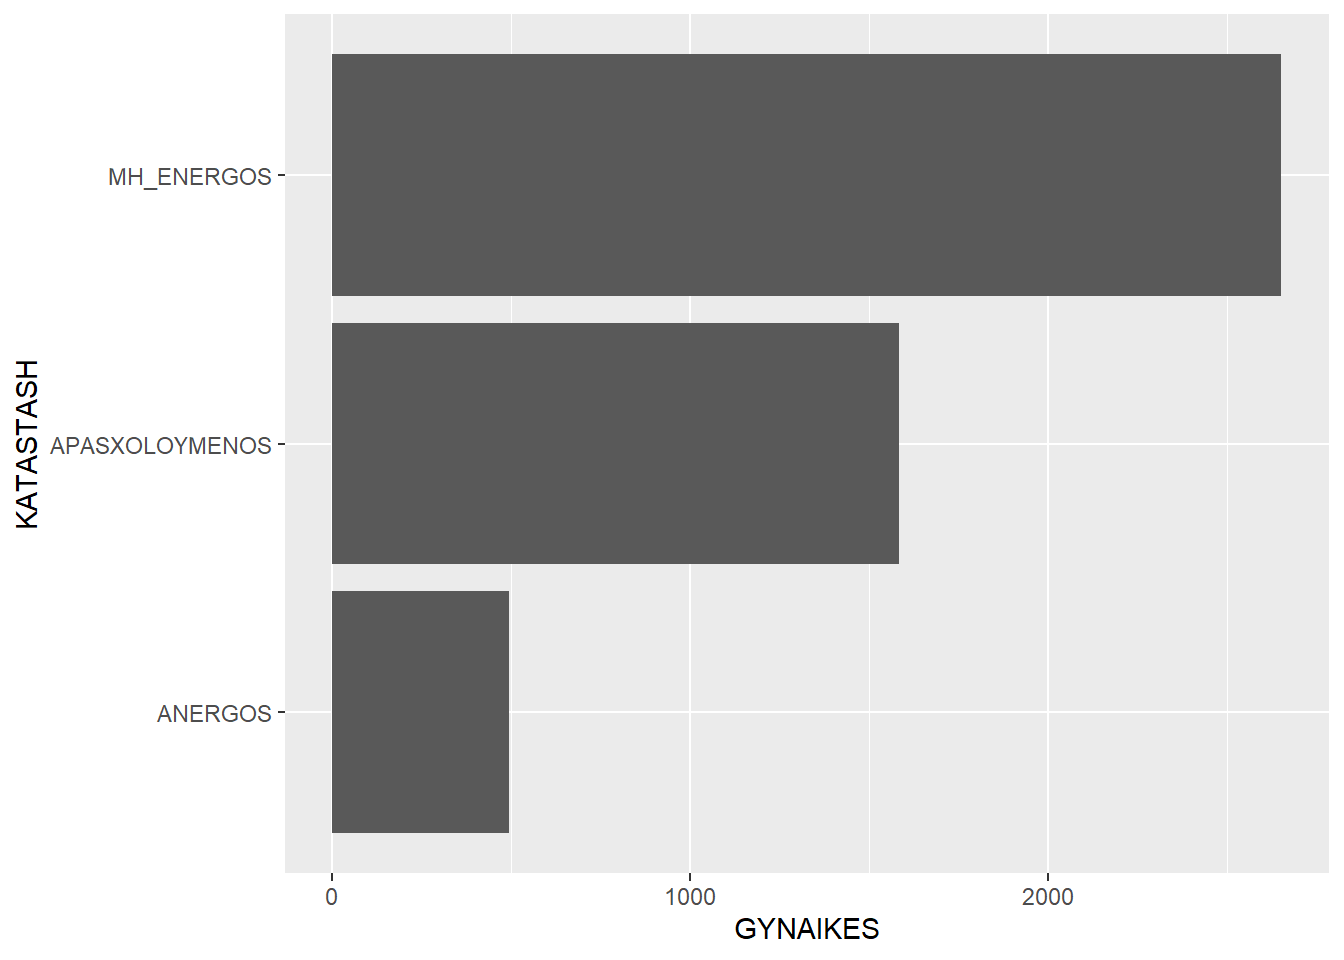 MH_ENERGOS
APASXOLOYMENOS
ANERGOS
KATASTASH
0 1000 2000
GYNAIKES